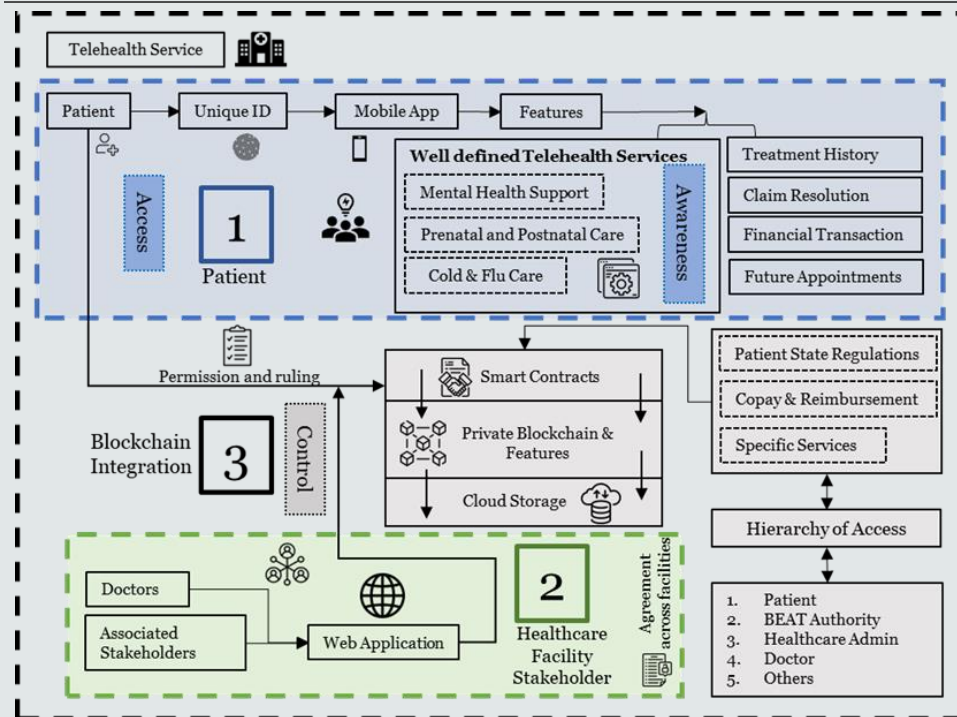 Telehealth Service
Patient
Unique ID
Mobile App
Features
Access
1
Patient
Well defined Telehealth Services
Mental Health Support
Prenatal and Postnatal Care
Cold & Flu Care
Awareness
Treatment History
Claim Resolution
Financial Transaction
Future Appointments
Permission and ruling
Blockchain
Integration
3
Control
Smart Contracts
Private Blockchain &
Features
Cloud Storage
Patient State Regulations
Copay & Reimbursement
Specific Services
Hierarchy of Access
1. Patient
2. BEAT Authority
3. Healthcare Admin
4. Doctor
5. Others
Doctors
Associated
Stakeholders
Web Application
2
Healthcare
Facility
Stakeholder
Agreement
across facilities